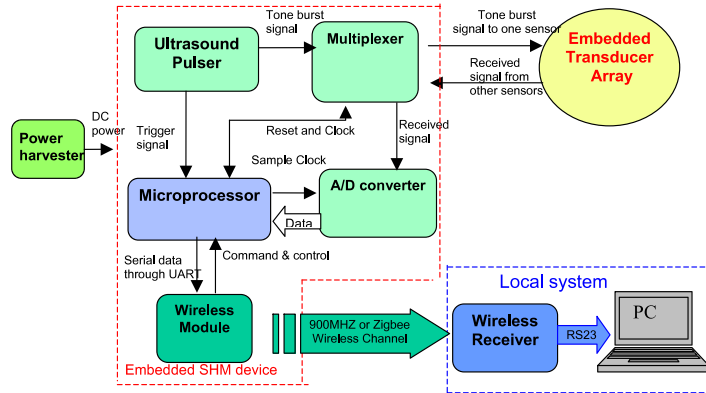 Tone burst
signal
Ultrasound
Pulser
Multiplexer
Tone burst
signal to one sensor
Embedded
Transducer
Array
Received
signal from
other sensors
DC
power
Power
harvester
Trigger
signal
Reset and Clock
Received
signal
Sample Clock
Microprocessor
A/D converter
Data
Serial data
through UART
Command & control
Wireless
Module
Embedded SHM device
900MHZ or Zigbee
Wireless Channel
Local system
Wireless
Receiver
RS23
PC